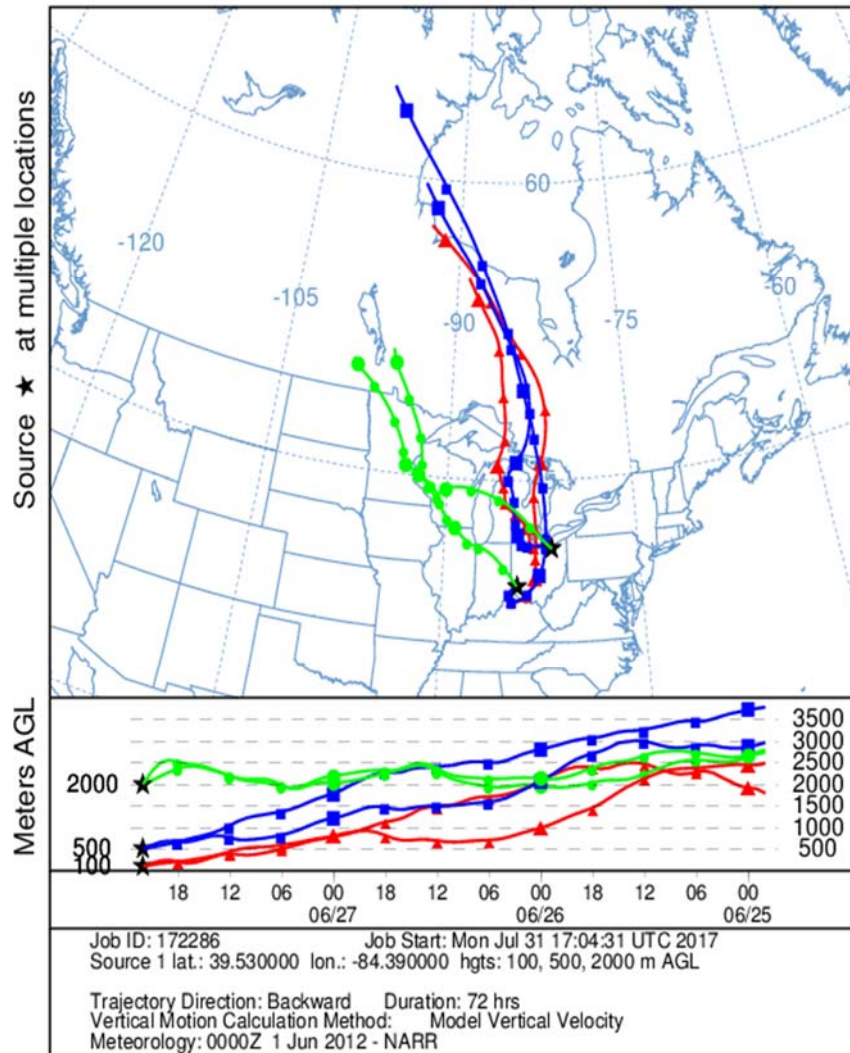 Source ★ at multiple locations
60
-120
-105
-90
-75
-60
Meters AGL
2000
500
100
3500
3000
2500
2000
1500
1000
500
18 12 06 00 18 12 06 00 18 12 06 00
06/27 06/26 06/25
Job ID: 172286 Job Start: Mon Jul 31 17:04:31 UTC 2017
Source 1 lat.: 39.530000 lon.: -84.390000 hgts: 100, 500, 2000 m AGL
Trajectory Direction: Backward Duration: 72 hrs
Vertical Motion Calculation Method: Model Vertical Velocity
Meteorology: 0000Z 1 Jun 2012 - NARR